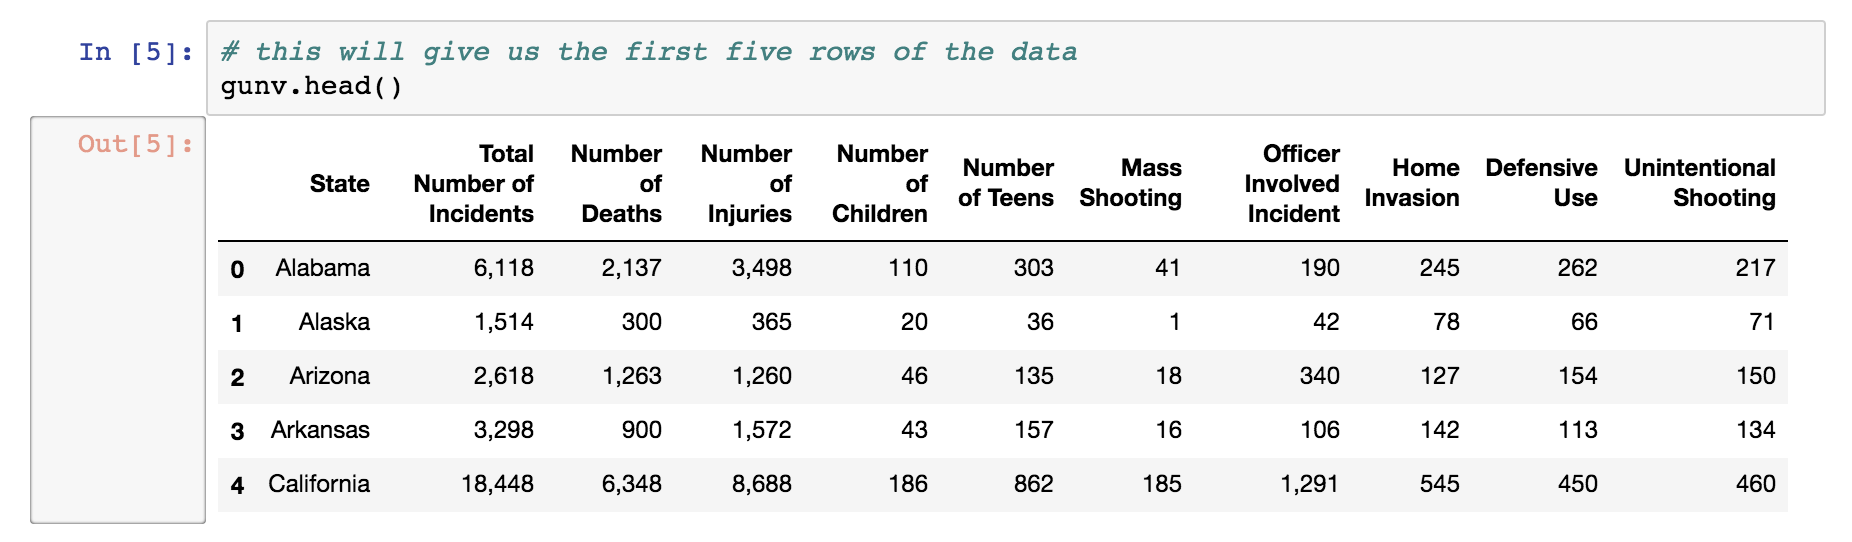 In [5]: # this will give us the first five rows of the data
gunv.head()
Out[5]:
State Total Number of Incidents Number of Deaths Number of Injuries Number of Children Number of Teens Mass Shooting Officer Involved Incident Home Invasion Defensive Use Unintentional Shooting
0 Alabama 6,118 2,137 3,498 110 303 41 190 245 262 217
1 Alaska 1,514 300 365 20 36 1 42 78 66 71
2 Arizona 2,618 1,263 1,260 46 135 18 340 127 154 150
3 Arkansas 3,298 900 1,572 43 157 16 106 142 113 134
4 California 18,448 6,348 8,688 186 862 185 1,291 545 450 460